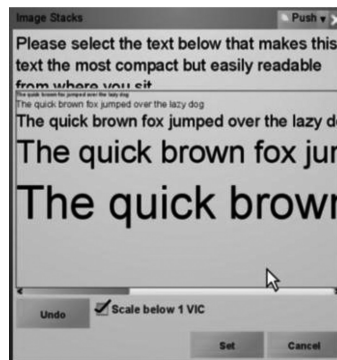 Image Stacks
Push
Please select the text below that makes this
text the most compact but easily readable
from where you sit
The quick brown fox jumped over the lazy dog
The quick brown fox jumped over the lazy dog
The quick brown fox jumped over the lazy d
The quick brown fox jur
The quick brown
Undo
Scale below 1 VIC
Set
Cancel